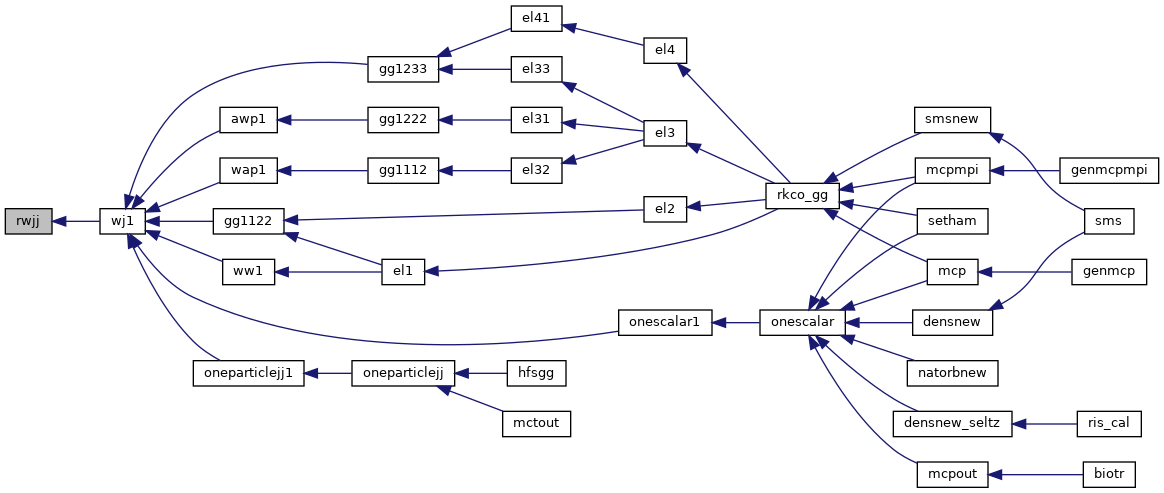 el41
el4
gg1233
el33
awp1
gg1222
el31
smsnew
el3
wap1
gg1112
el32
mcpmpi
genmcpmpi
rkco_gg
rwjj
wj1
gg1122
el2
setham
sms
ww1
el1
mcp
genmcp
onescalar1
onescalar
densnew
oneparticlejj1
oneparticlejj
hfsgg
natorbnew
mctout
densnew_seltz
ris_cal
mcpout
biotr